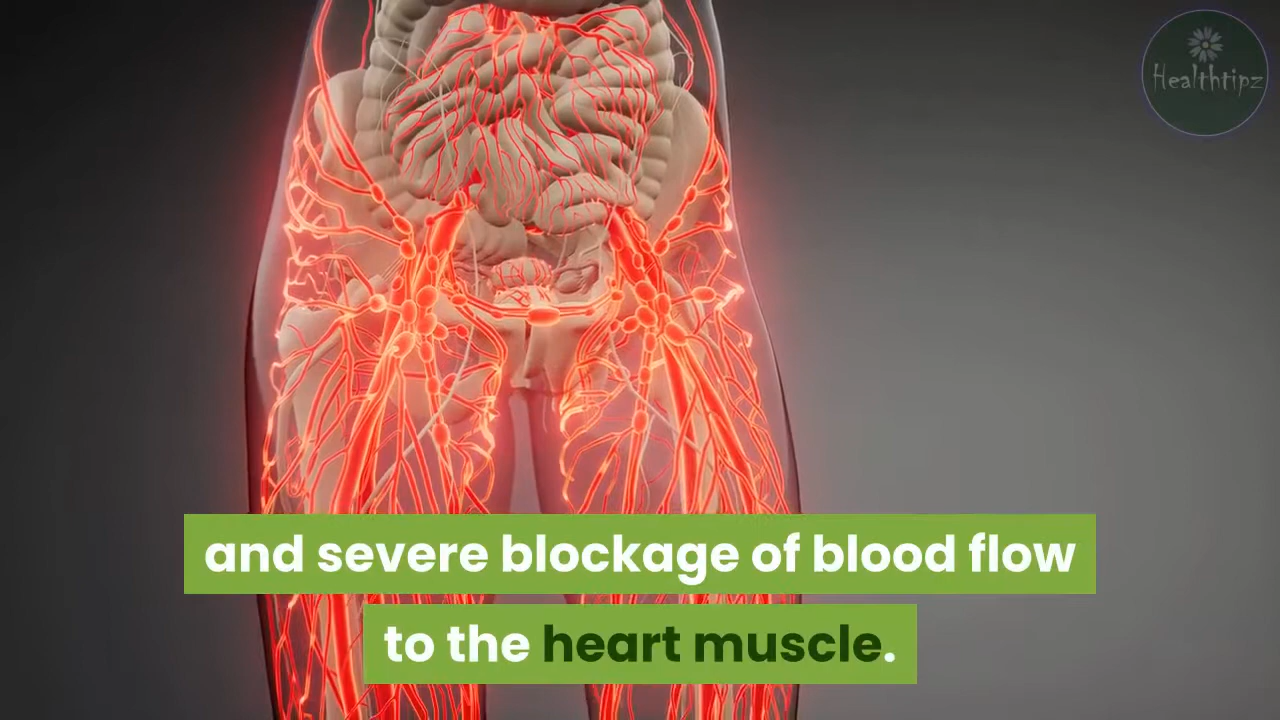 Healthtipz
and severe blockage of blood flow
to the heart muscle.